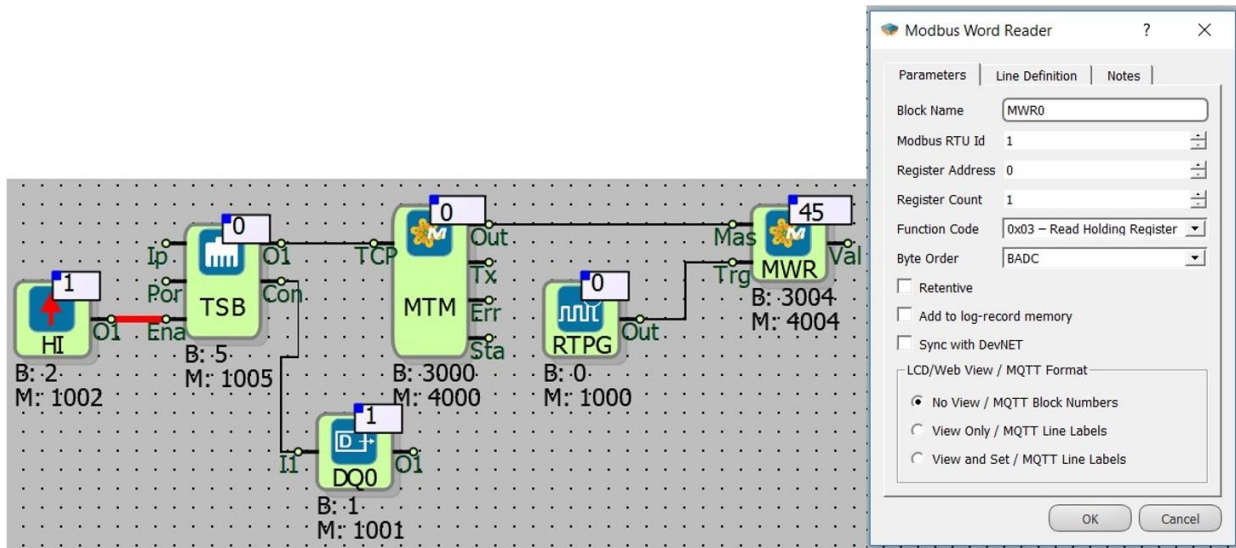 0
Ip
O1
Por
Con
Ena
TSB
B: 5
M: 1005
1
O1
HI
B: 2
M: 1002
0
TCP
Out
Tx
Err
Sta
MTM
B: 3000
M: 4000
0
Out
RTPG
B: 0
M: 1000
45
Mas
Trg
Val
MWR
B: 3004
M: 4004
1
D
I1
O1
DQ0
B: 1
M: 1001
Modbus Word Reader ? ×
Parameters Line Definition Notes
Block Name MWR0
Modbus RTU Id 1
Register Address 0
Register Count 1
Function Code 0x03 – Read Holding Register
Byte Order BADC
Retentive
Add to log-record memory
Sync with DevNET
LCD/Web View / MQTT Format
No View / MQTT Block Numbers
View Only / MQTT Line Labels
View and Set / MQTT Line Labels
OK Cancel